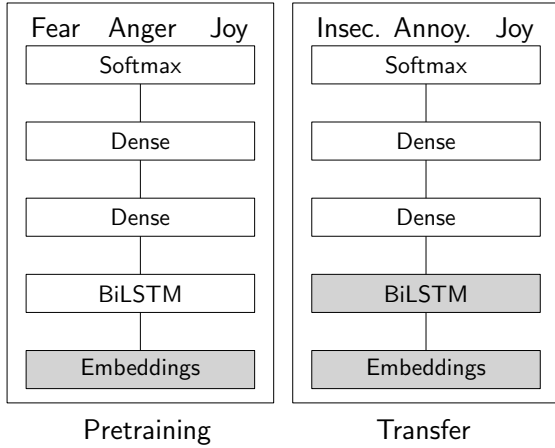 Fear Anger Joy
Softmax
Dense
Dense
BiLSTM
Embeddings
Pretraining
Insec. Annoy. Joy
Softmax
Dense
Dense
BiLSTM
Embeddings
Transfer